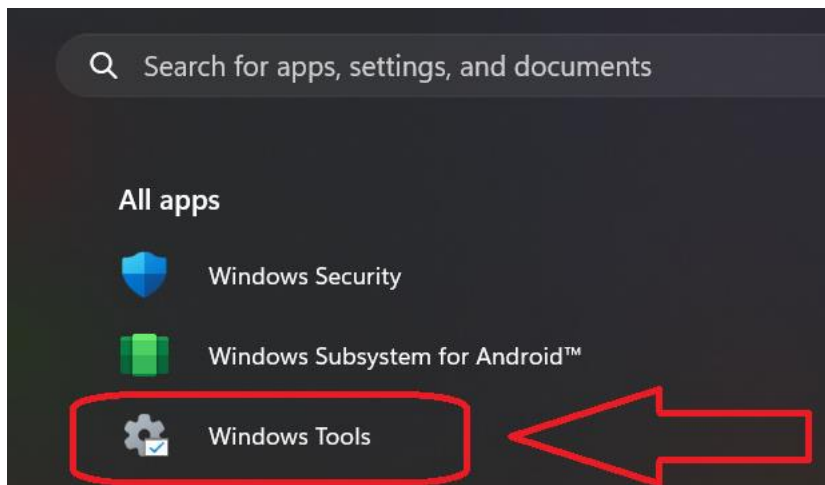 Search for apps, settings, and documents
All apps
Windows Security
Windows Subsystem for Android™
Windows Tools